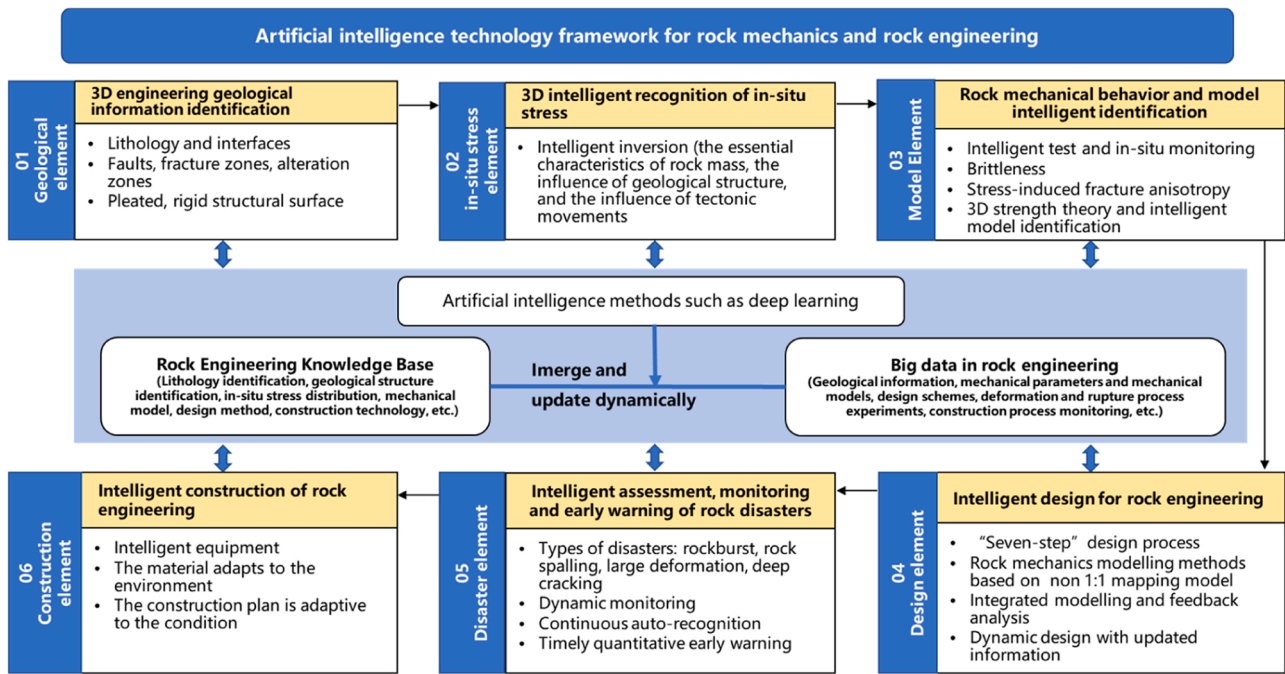 Artificial intelligence technology framework for rock mechanics and rock engineering
01
Geological
element
3D engineering geological
information identification
• Lithology and interfaces
• Faults, fracture zones, alteration
zones
• Pleated, rigid structural surface
02
in-situ stress
element
3D intelligent recognition of in-situ
stress
• Intelligent inversion (the essential
characteristics of rock mass, the
influence of geological structure,
and the influence of tectonic
movements
03
Model Element
Rock mechanical behavior and model
intelligent identification
• Intelligent test and in-situ monitoring
• Brittleness
• Stress-induced fracture anisotropy
• 3D strength theory and intelligent
model identification
Artificial intelligence methods such as deep learning
Rock Engineering Knowledge Base
(Lithology identification, geological structure
identification, in-situ stress distribution, mechanical
model, design method, construction technology, etc.)
Imerge and
update dynamically
Big data in rock engineering
(Geological information, mechanical parameters and mechanical
models, design schemes, deformation and rupture process
experiments, construction process monitoring, etc.)
06
Construction
element
Intelligent construction of rock
engineering
• Intelligent equipment
• The material adapts to the
environment
• The construction plan is adaptive
to the condition
05
Disaster element
Intelligent assessment, monitoring
and early warning of rock disasters
• Types of disasters: rockburst, rock
spalling, large deformation, deep
cracking
• Dynamic monitoring
• Continuous auto-recognition
• Timely quantitative early warning
04
Design element
Intelligent design for rock engineering
• “Seven-step” design process
• Rock mechanics modelling methods
based on non 1:1 mapping model
• Integrated modelling and feedback
analysis
• Dynamic design with updated
information